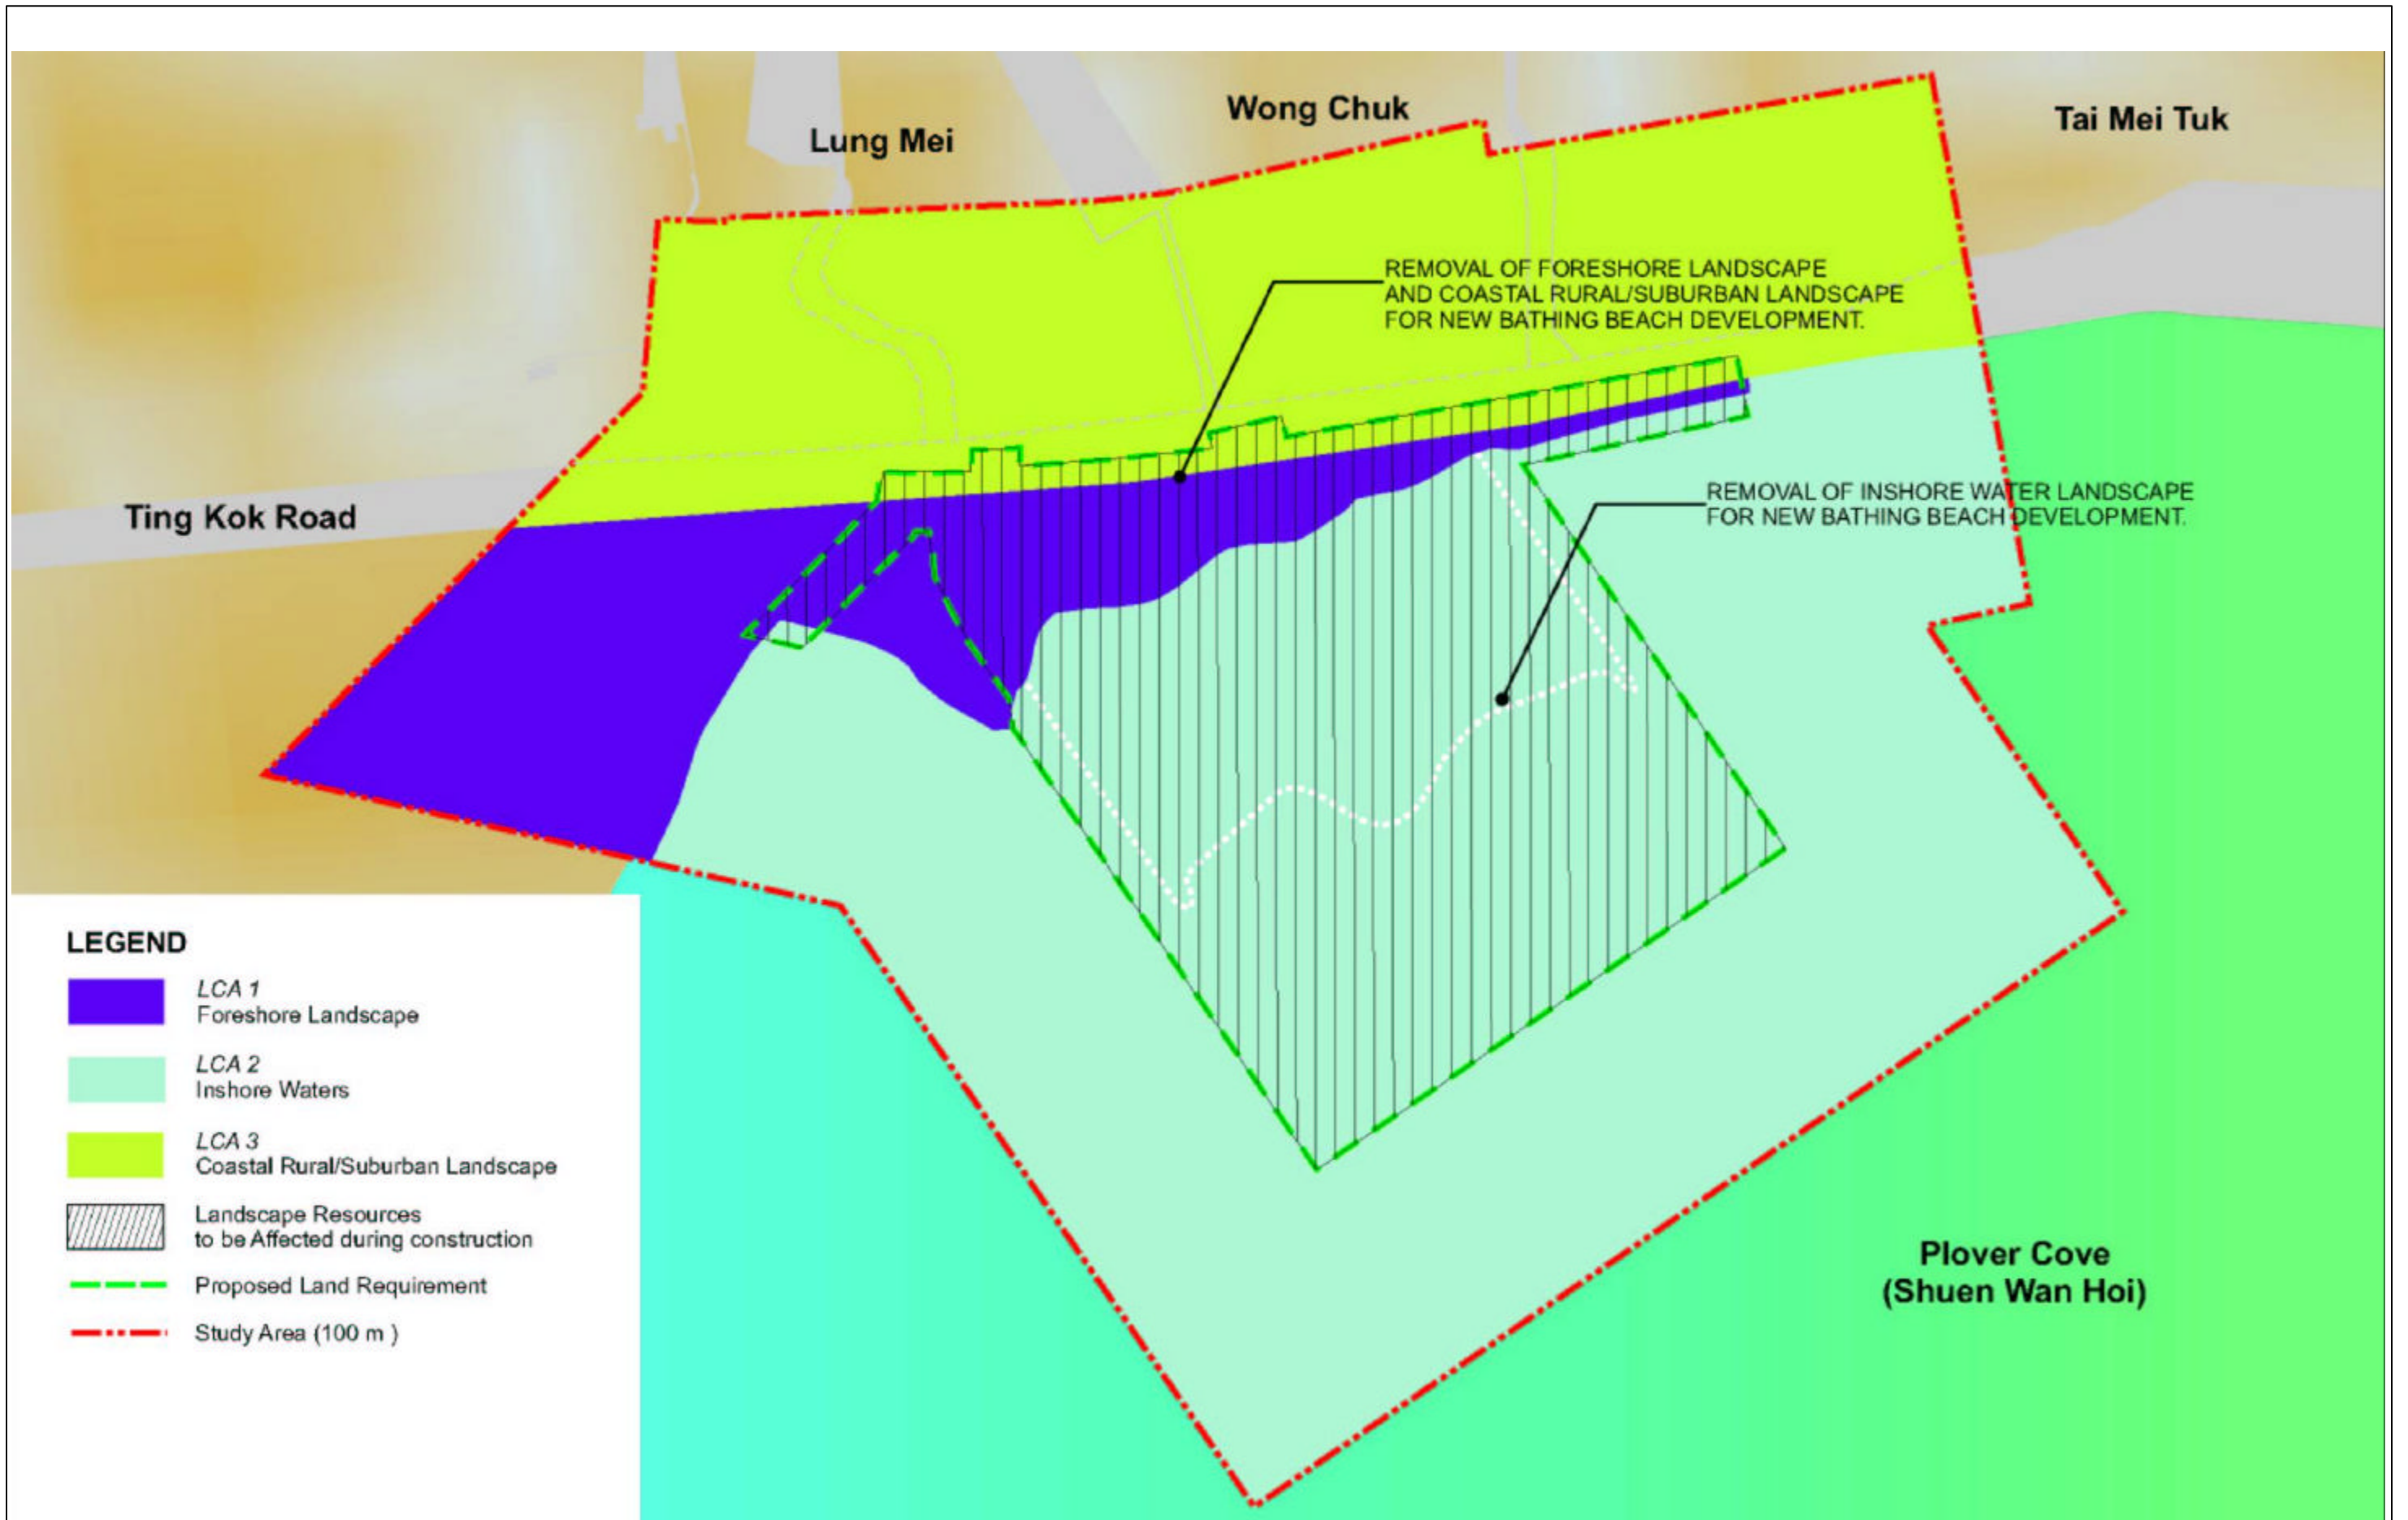 Wong Chuk
Tai Mei Tuk
Lung Mei
REMOVAL OF FORESHORE LANDSCAPE
AND COASTAL RURAL/SUBURBAN LANDSCAPE
FOR NEW BATHING BEACH DEVELOPMENT.
REMOVAL OF INSHORE WATER LANDSCAPE
FOR NEW BATHING BEACH DEVELOPMENT.
Ting Kok Road
LEGEND
LCA 1
Foreshore Landscape
LCA 2
Inshore Waters
LCA 3
Coastal Rural/Suburban Landscape
Landscape Resources
to be Affected during construction
Proposed Land Requirement
Study Area (100 m )
Plover Cove
(Shuen Wan Hoi)